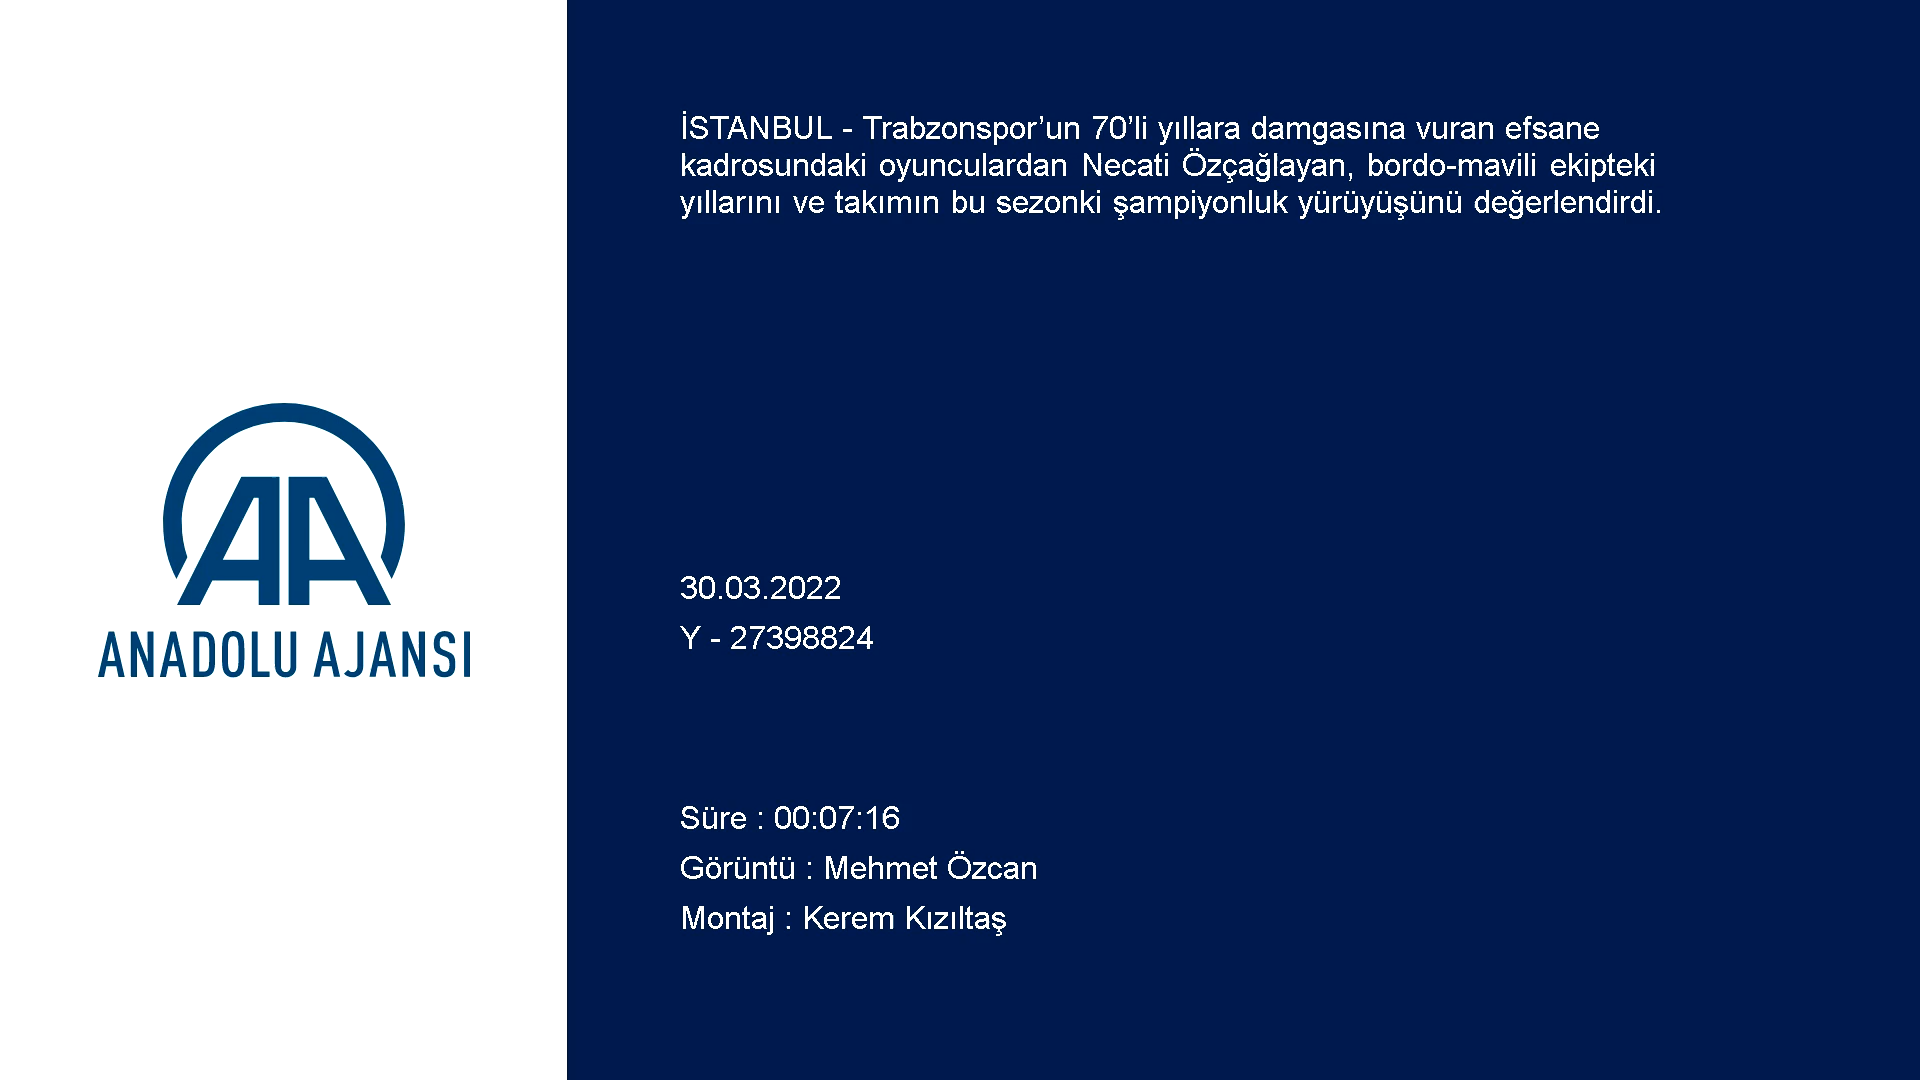 İSTANBUL - Trabzonspor’un 70’li yıllara damgasına vuran efsane
kadrosundaki oyunculardan Necati Özçağlayan, bordo-mavili ekipteki
yıllarını ve takımın bu sezonki şampiyonluk yürüyüşünü değerlendirdi.
AA
ANADOLU AJANSI
30.03.2022
Y - 27398824
Süre : 00:07:16
Görüntü : Mehmet Özcan
Montaj : Kerem Kızıltaş